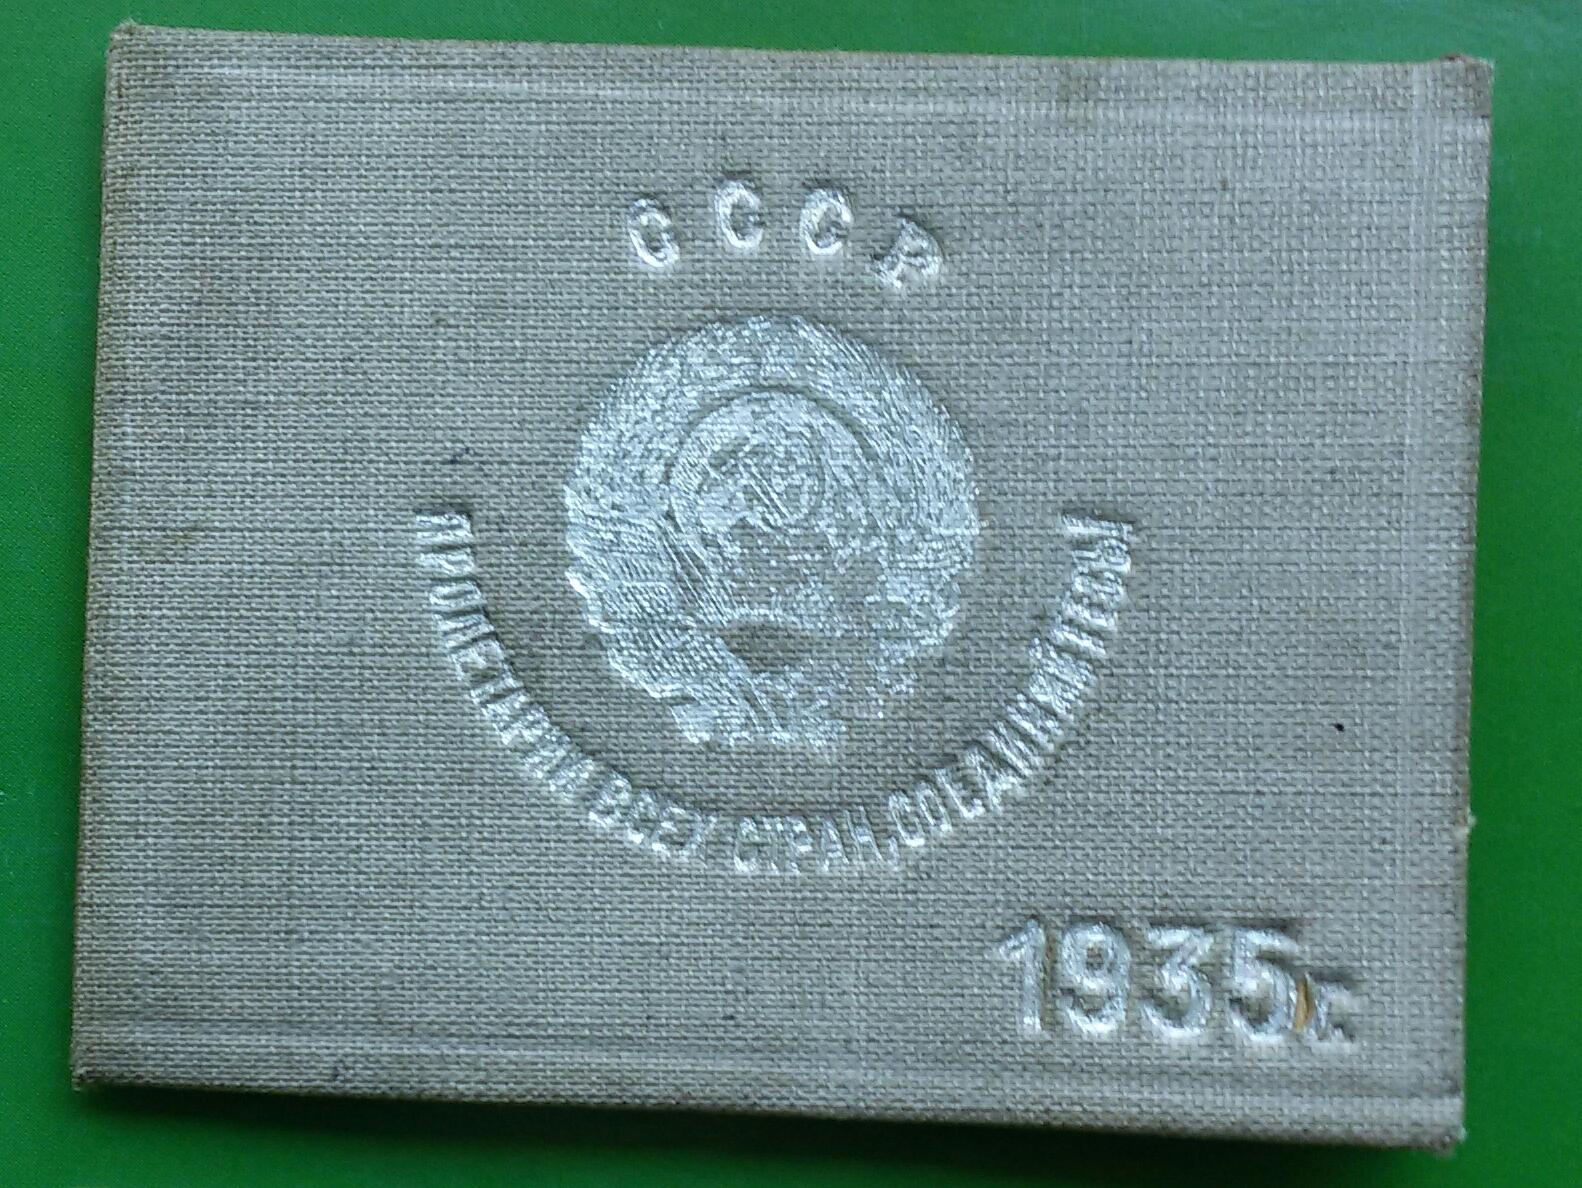 СССР
ПРОЛЕТАРИИ ВСЕХ СТРАН, СОЕДИНЯЙТЕСЬ!
1935г.